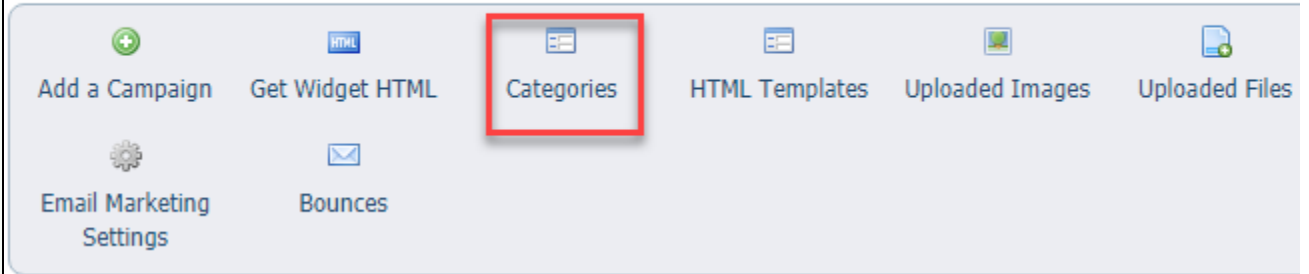 HTML
Add a Campaign
Get Widget HTML
Categories
HTML Templates
Uploaded Images
Uploaded Files
Email Marketing
Settings
Bounces